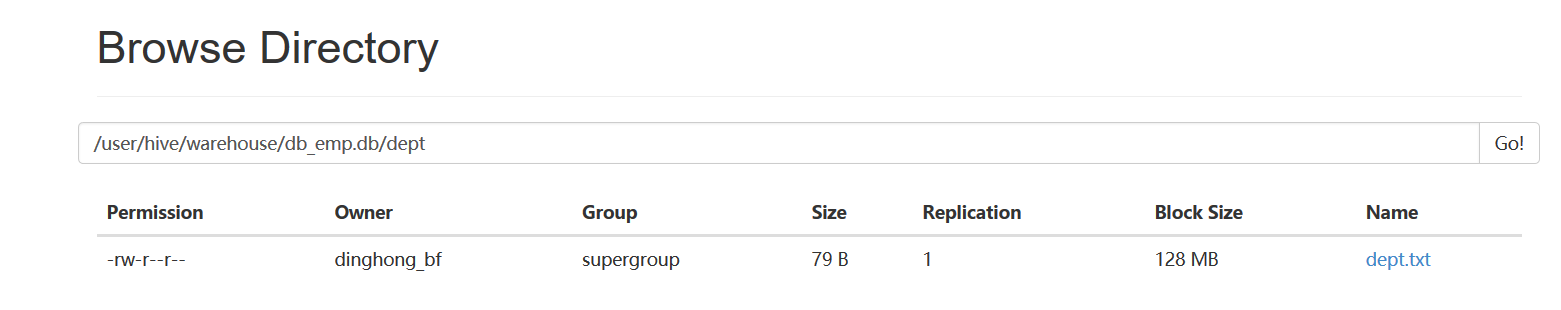 Browse Directory
/user/hive/warehouse/db_emp.db/dept Go!
Permission Owner Group Size Replication Block Size Name
-rw-r--r-- dinghong_bf supergroup 79 B 1 128 MB dept.txt